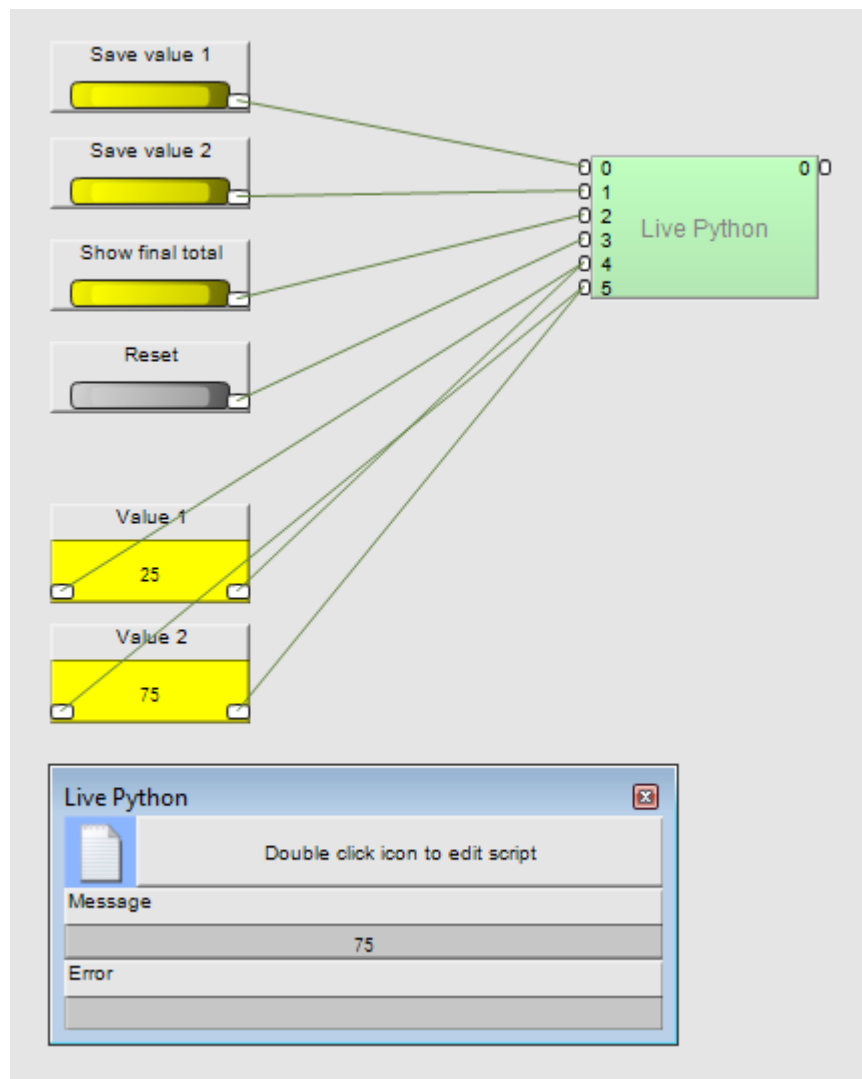 Save value 1
Save value 2
Show final total
Reset
0 0
1
2
3
4
5
Live Python
Value 1
25
Value 2
75
Live Python
Double click icon to edit script
Message
75
Error